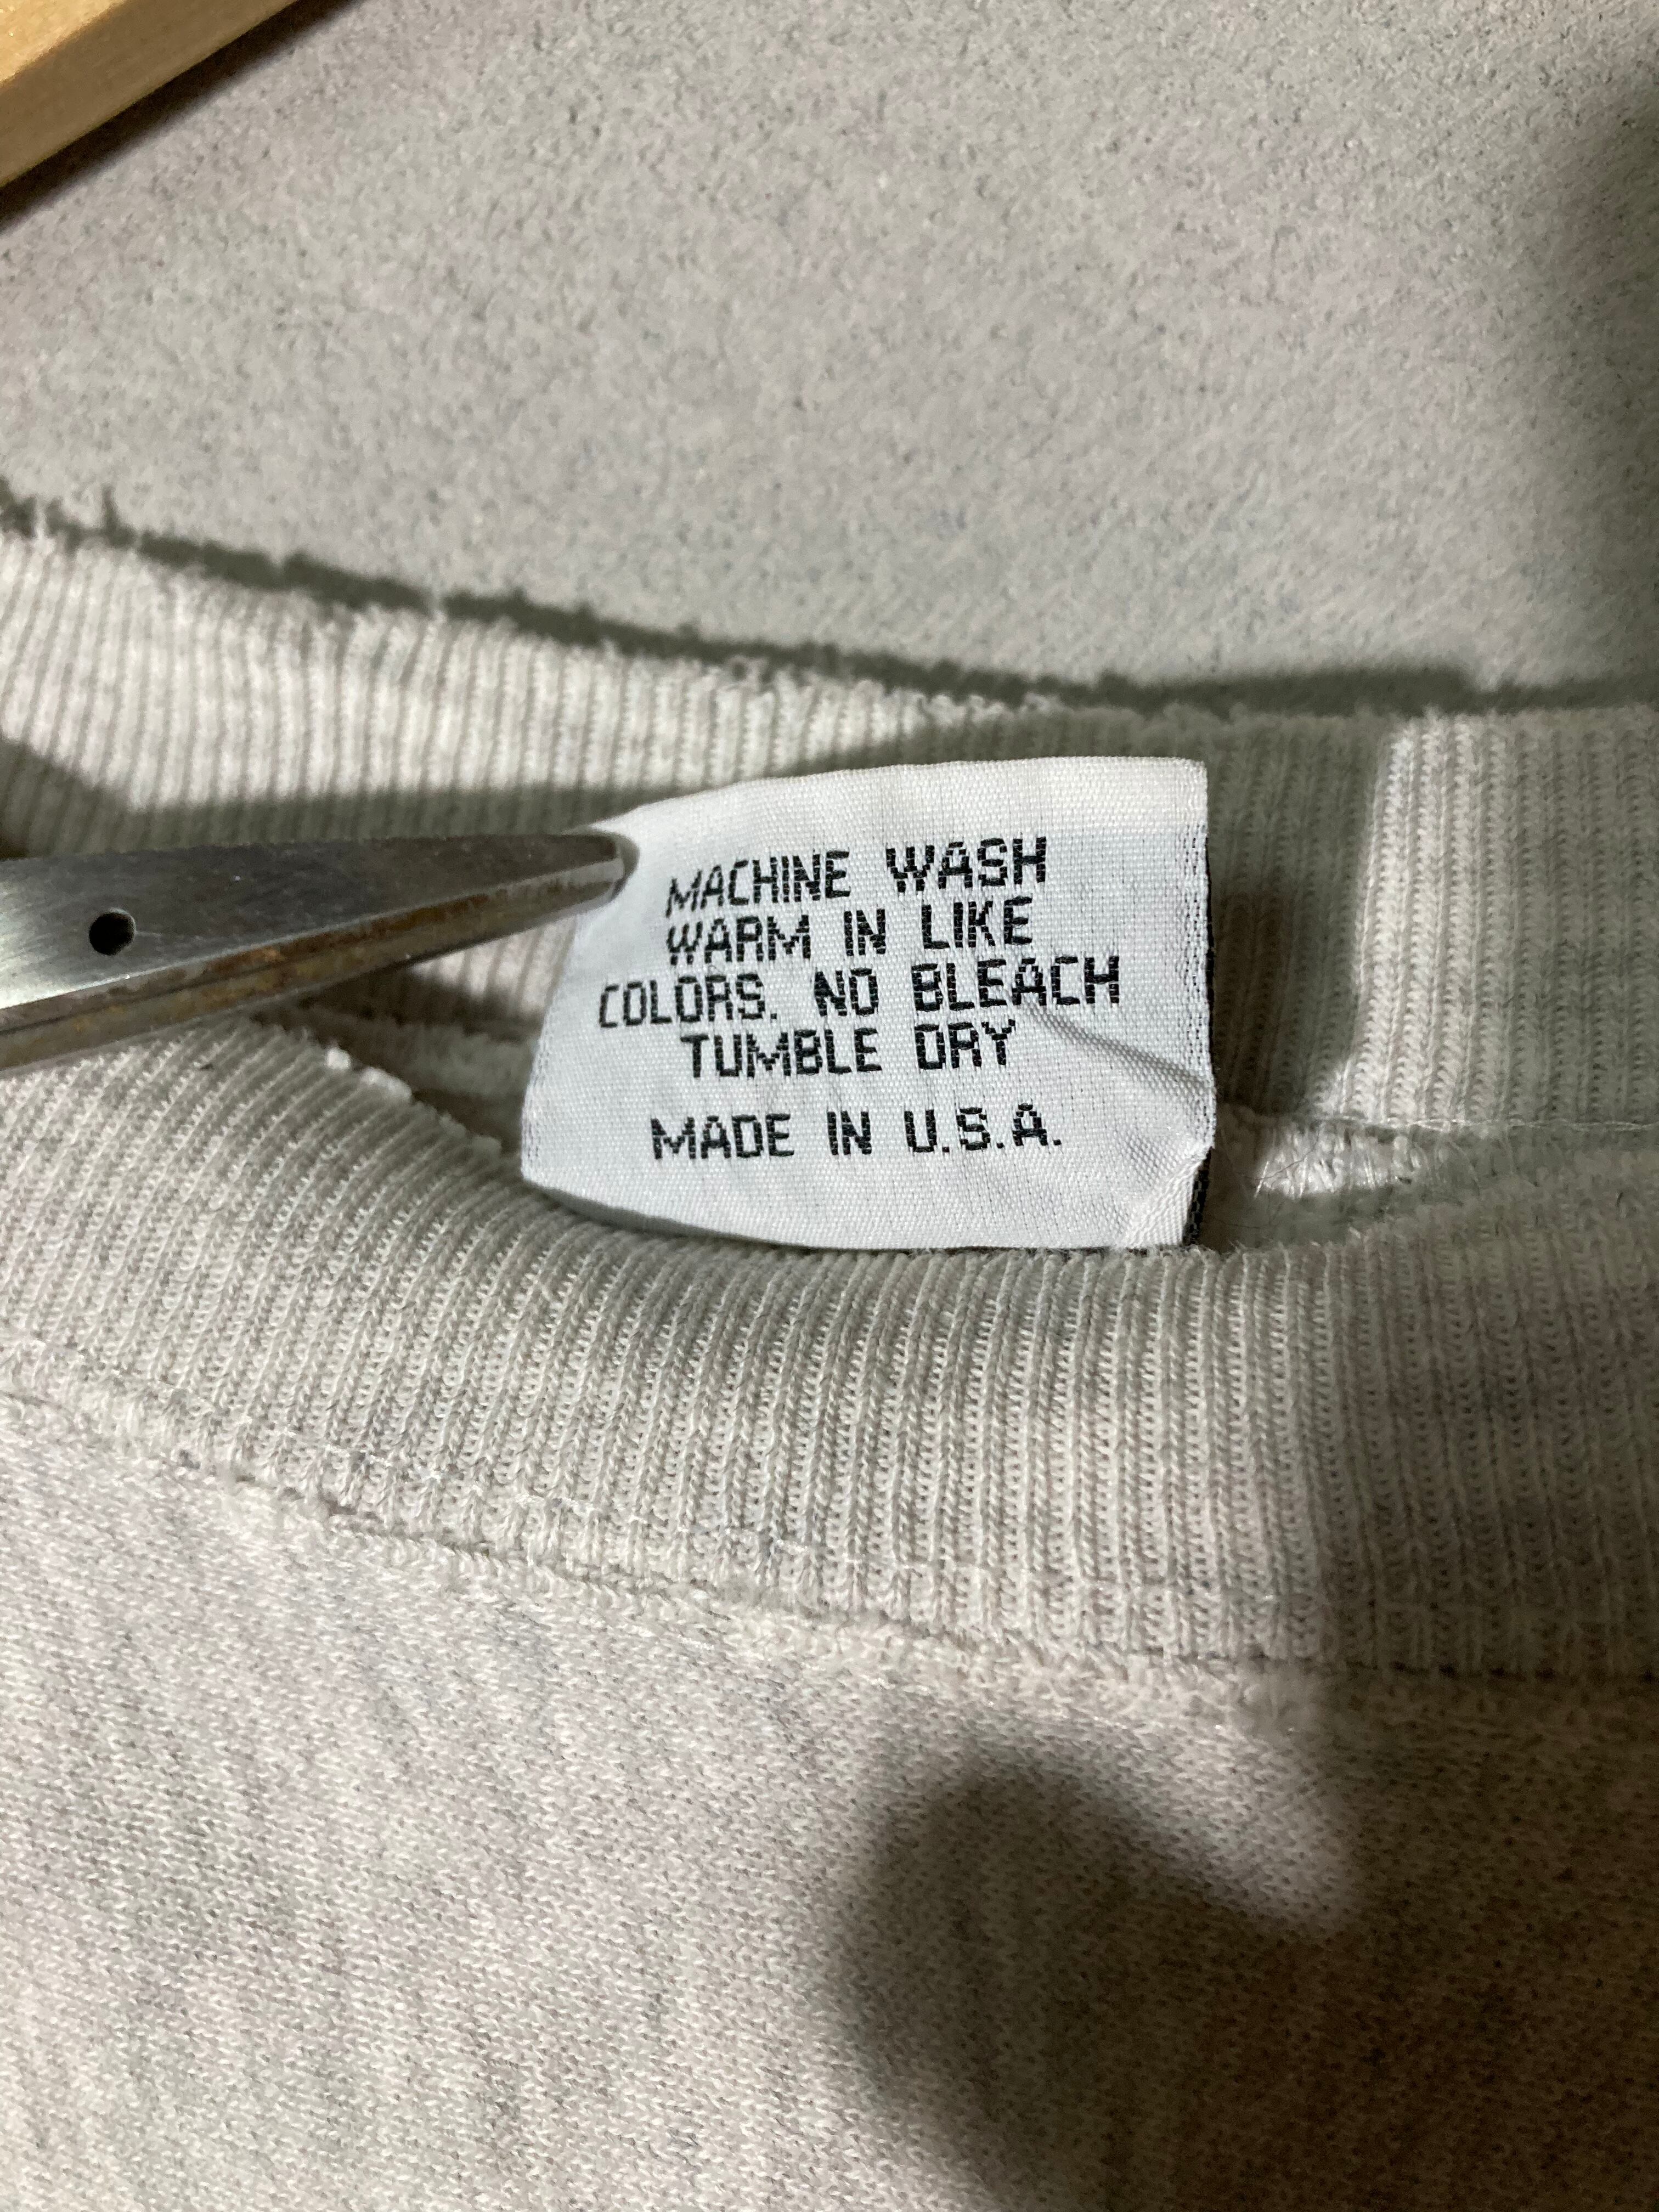 MACHINE WASH
WARM IN LIKE
COLORS. NO BLEACH
TUMBLE DRY
MADE IN U.S.A.